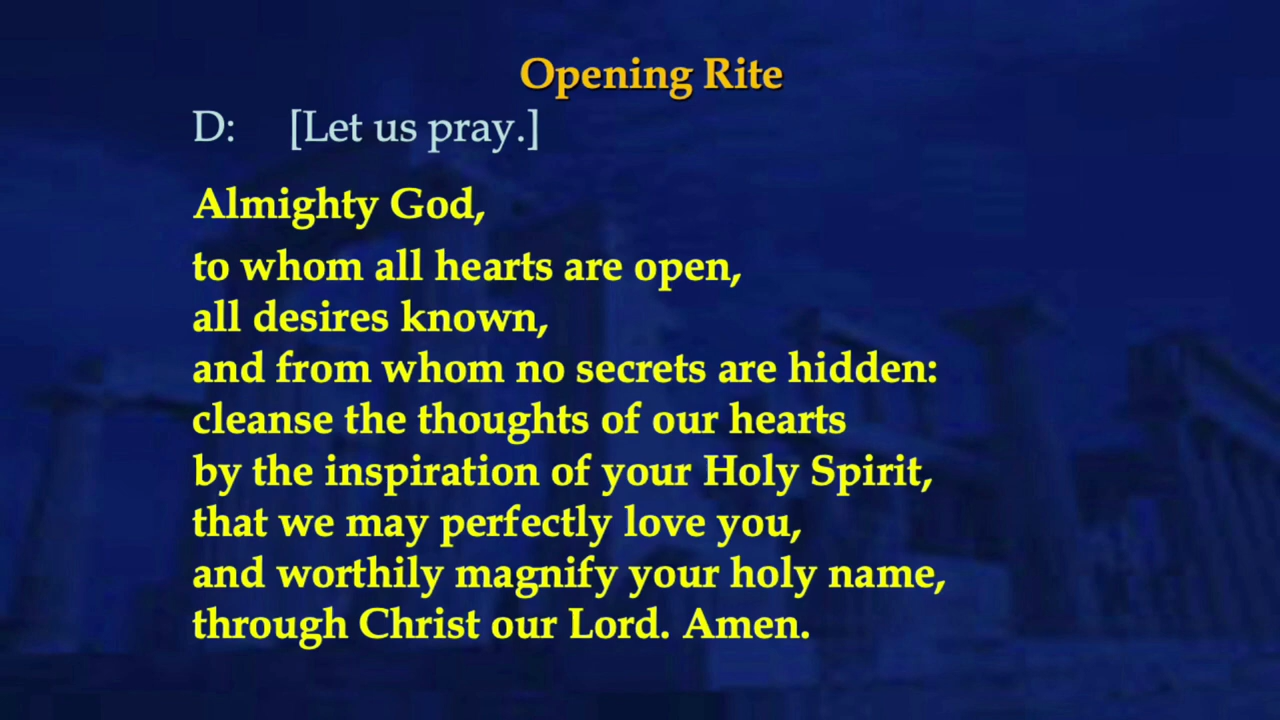 Opening Rite
D: [Let us pray.]
Almighty God,
to whom all hearts are open,
all desires known,
and from whom no secrets are hidden:
cleanse the thoughts of our hearts
by the inspiration of your Holy Spirit,
that we may perfectly love you,
and worthily magnify your holy name,
through Christ our Lord. Amen.